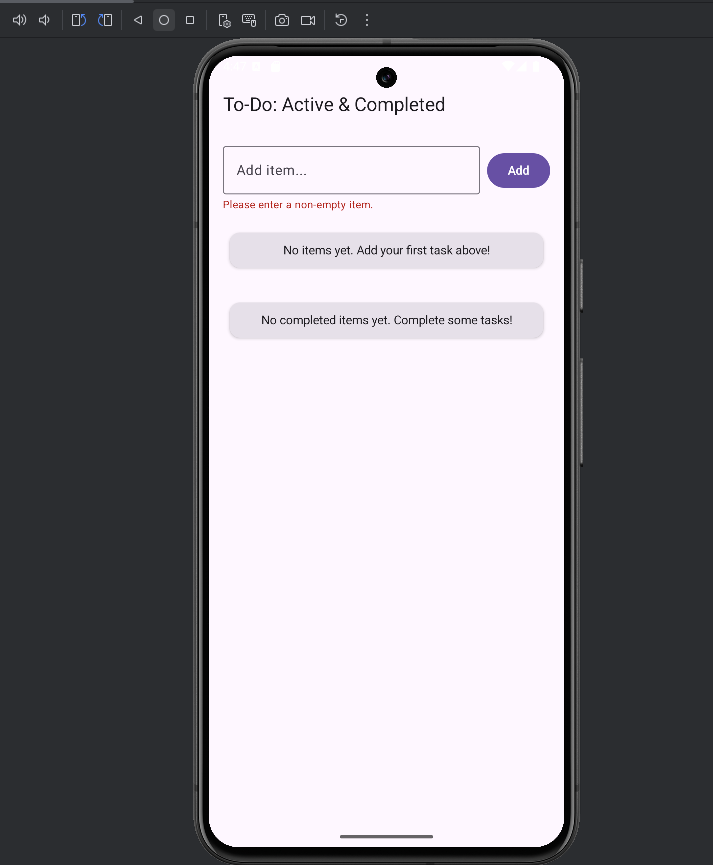 To-Do: Active & Completed
Add item...
Add
Please enter a non-empty item.
No items yet. Add your first task above!
No completed items yet. Complete some tasks!